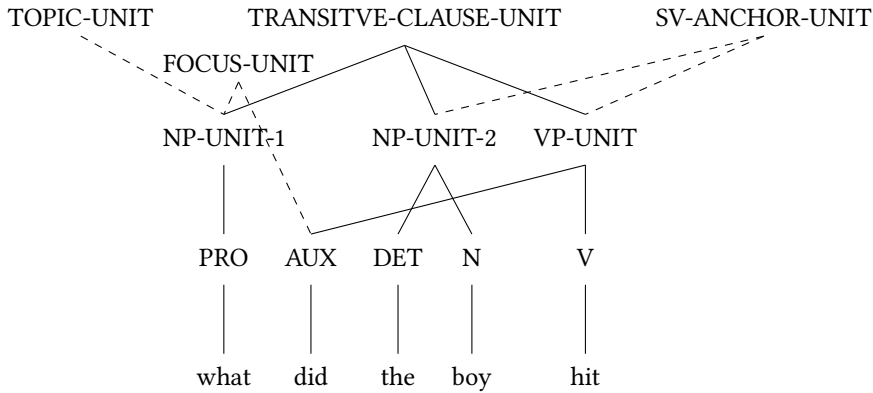 TOPIC-UNIT TRANSITVE-CLAUSE-UNIT SV-ANCHOR-UNIT
FOCUS-UNIT
NP-UNIT-1 NP-UNIT-2 VP-UNIT
PRO AUX DET N V
what did the boy hit